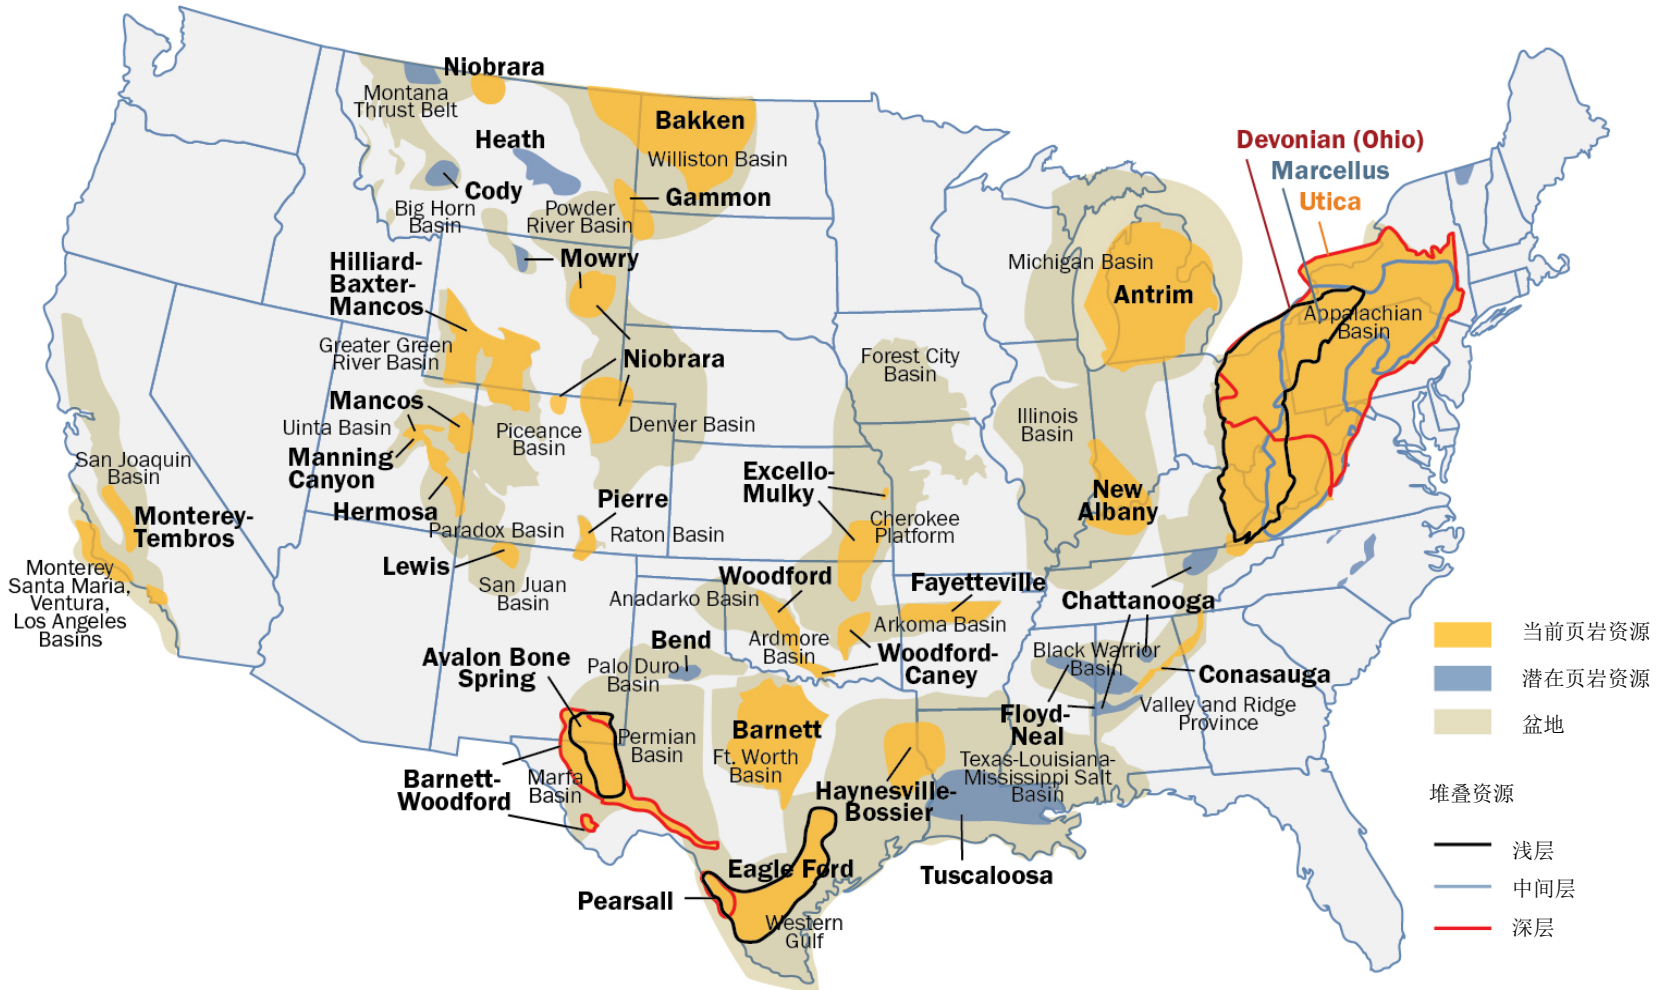 Niobrara
Montana
Thrust Belt
Bakken
Williston Basin
Heath
Cody
Gammon
Big Horn
Basin
Powder
River Basin
Devonian (Ohio)
Marcellus
Utica
Mowry
Hilliard-
Baxter-
Mancos
Michigan Basin
Antrim
Appalachian
Basin
Greater Green
River Basin
Niobrara
Forest City
Basin
Mancos
Uinta Basin
Piceance
Basin
Denver Basin
Illinois
Basin
Manning
Canyon
San Joaquin
Basin
Excello-
Mulky
New
Albany
Hermosa
Pierre
Monterey-
Tembros
Paradox Basin
Raton Basin
Cherokee
Platform
Lewis
San Juan
Basin
Monterey
Santa Maria,
Ventura,
Los Angeles
Basins
Woodford
Fayetteville
Anadarko Basin
Chattanooga
Arkoma Basin
Ardmore
Basin
Bend
Palo Duro
Basin
Woodford-
Caney
Black Warrior
Basin
Avalon Bone
Spring
Conasauga
Floyd-
Neal
Valley and Ridge
Province
Barnett
Permian
Basin
Ft. Worth
Basin
Texas-Louisiana-
Mississippi Salt
Basin
Marfa
Basin
Barnett-
Woodford
Haynesville-
Bossier
Eagle Ford
Tuscaloosa
Pearsall
Western
Gulf
当前页岩资源
潜在页岩资源
盆地
堆叠资源
浅层
中间层
深层